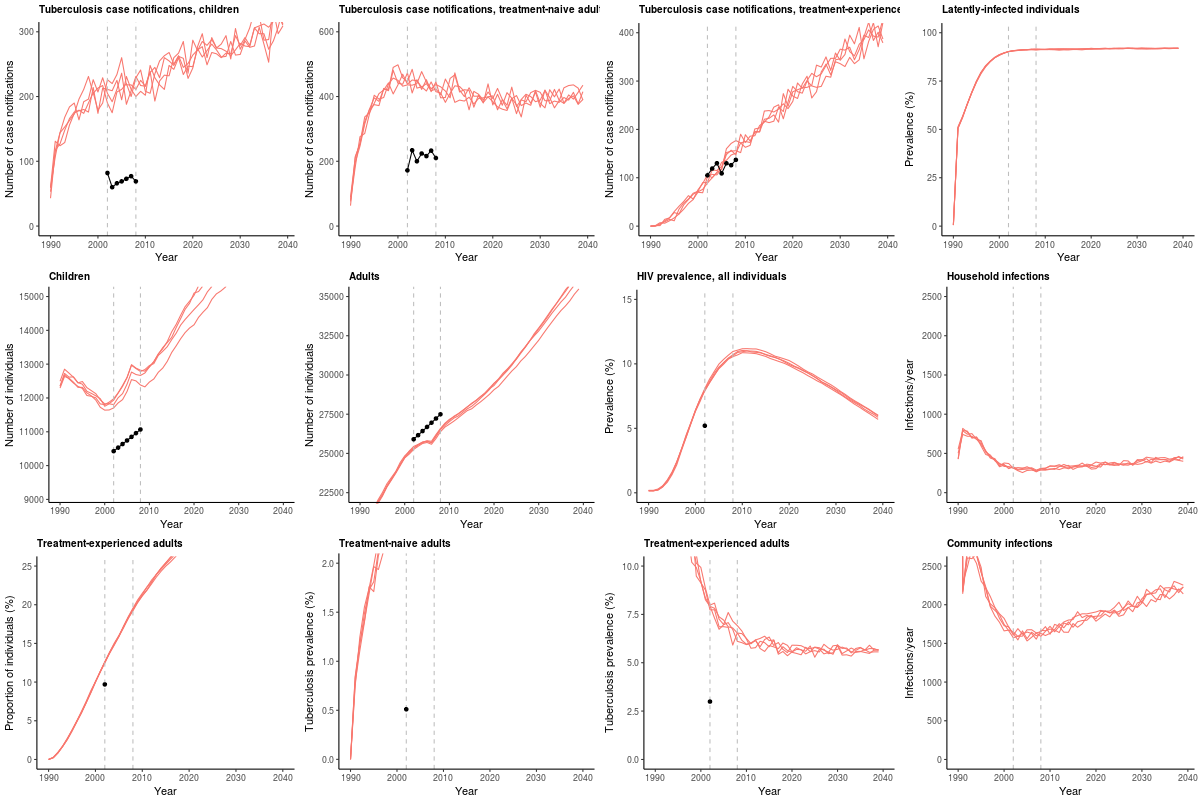 Tuberculosis case notifications, children
Number of case notifications
300
200
100
0
1990 2000 2010 2020 2030 2040
Year
Tuberculosis case notifications, treatment-naive adul
Number of case notifications
600
400
200
0
1990 2000 2010 2020 2030 2040
Year
Tuberculosis case notifications, treatment-experience
Number of case notifications
400
300
200
100
0
1990 2000 2010 2020 2030 2040
Year
Latently-infected individuals
Prevalence (%)
100
75
50
25
0
1990 2000 2010 2020 2030 2040
Year
Children
Number of individuals
15000
14000
13000
12000
11000
10000
9000
1990 2000 2010 2020 2030 2040
Year
Adults
Number of individuals
35000
32500
30000
27500
25000
22500
1990 2000 2010 2020 2030 2040
Year
HIV prevalence, all individuals
Prevalence (%)
15
10
5
0
1990 2000 2010 2020 2030 2040
Year
Household infections
Infections/year
2500
2000
1500
1000
500
0
1990 2000 2010 2020 2030 2040
Year
Treatment-experienced adults
Proportion of individuals (%)
25
20
15
10
5
0
1990 2000 2010 2020 2030 2040
Year
Treatment-naive adults
Tuberculosis prevalence (%)
2.0
1.5
1.0
0.5
0.0
1990 2000 2010 2020 2030 2040
Year
Treatment-experienced adults
Tuberculosis prevalence (%)
10.0
7.5
5.0
2.5
0.0
1990 2000 2010 2020 2030 2040
Year
Community infections
Infections/year
2500
2000
1500
1000
500
0
1990 2000 2010 2020 2030 2040
Year